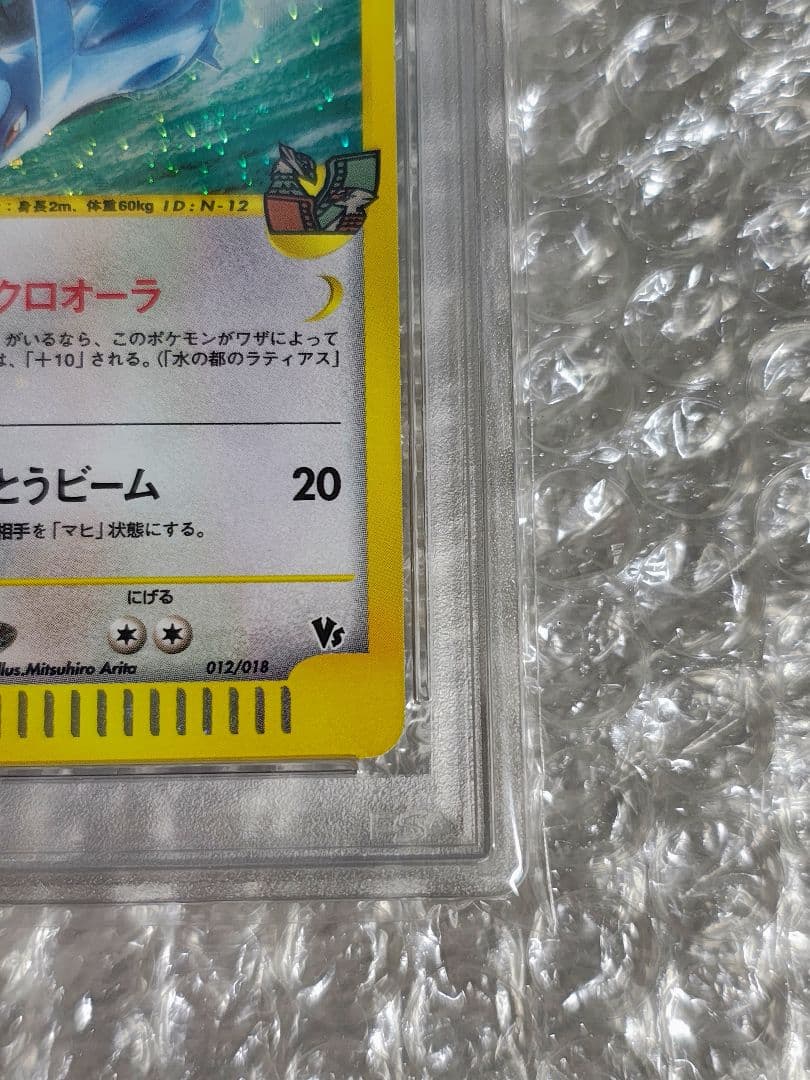 ：身長2m. 体重60kg ID:N-12
クロオーラ
がいるなら、このポケモンがワザによって
は、「＋10」される。（「水の都のラティアス」
とうビーム 20
相手を「マヒ」状態にする。
にげる
Vs
llus.Mitsuhiro Arita 012/018